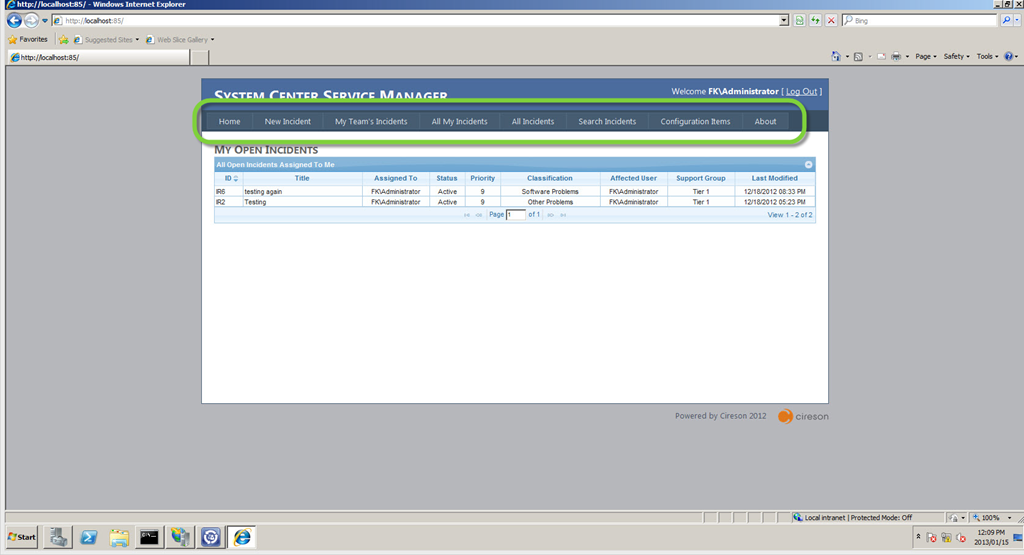 http://localhost:85/ - Windows Internet Explorer
http://localhost:85/
Bing
Favorites Suggested Sites Web Slice Gallery
http://localhost:85/
Page Safety Tools
SYSTEM CENTER SERVICE MANAGER
Welcome FK\Administrator [ Log Out ]
Home New Incident My Team's Incidents All My Incidents All Incidents Search Incidents Configuration Items About
MY OPEN INCIDENTS
All Open Incidents Assigned To Me
ID Title Assigned To Status Priority Classification Affected User Support Group Last Modified
IR6 testing again FK\Administrator Active 9 Software Problems FK\Administrator Tier 1 12/18/2012 08:33 PM
IR2 Testing FK\Administrator Active 9 Other Problems FK\Administrator Tier 1 12/18/2012 05:23 PM
Page 1 of 1 View 1 - 2 of 2
Powered by Cireson 2012 cireson
Local intranet | Protected Mode: Off 100%
Start
12:09 PM
2013/01/15